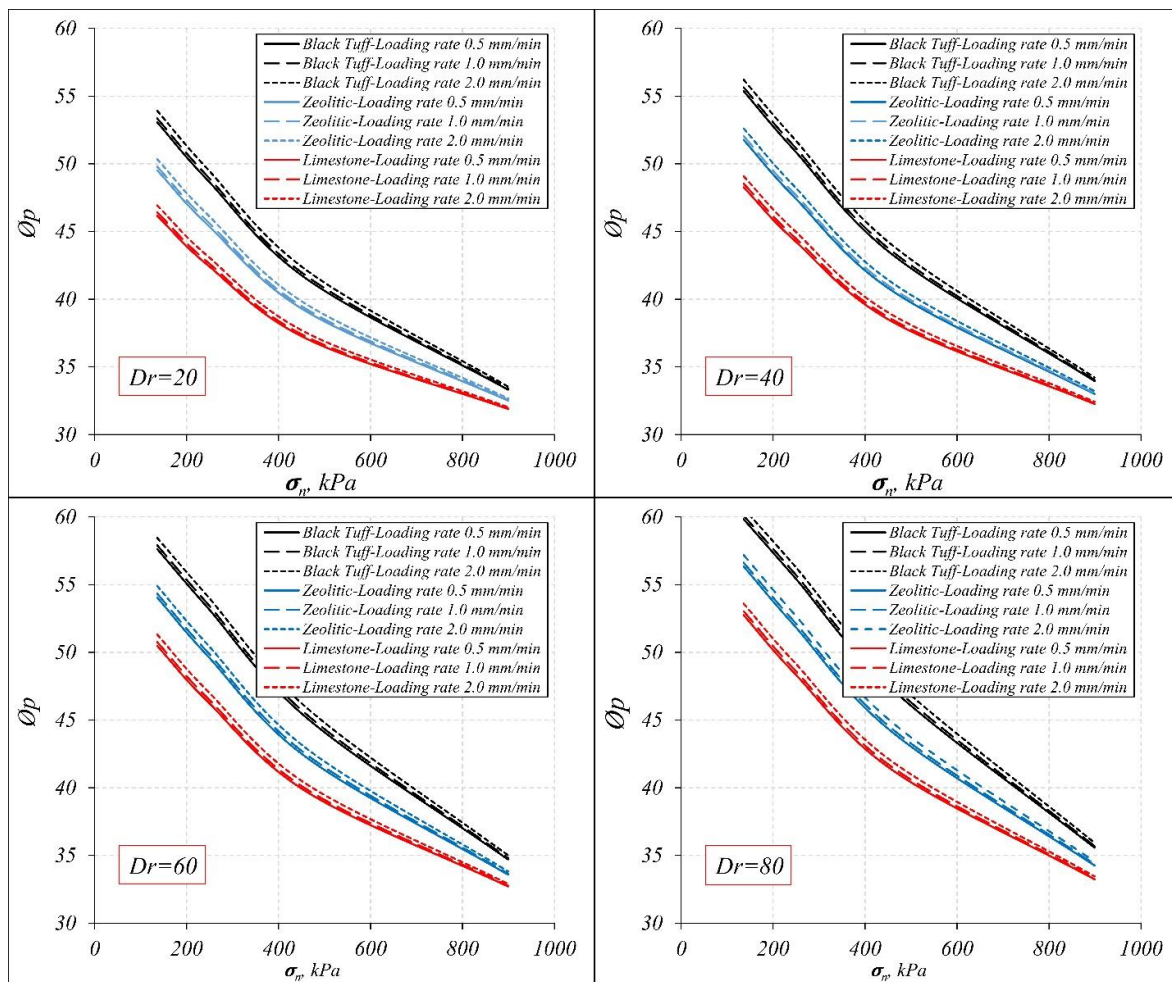 60
55
50
45
40
35
30
Øp
Black Tuff-Loading rate 0.5 mm/min
Black Tuff-Loading rate 1.0 mm/min
Black Tuff-Loading rate 2.0 mm/min
Zeolitic-Loading rate 0.5 mm/min
Zeolitic-Loading rate 1.0 mm/min
Zeolitic-Loading rate 2.0 mm/min
Limestone-Loading rate 0.5 mm/min
Limestone-Loading rate 1.0 mm/min
Limestone-Loading rate 2.0 mm/min
Dr=20
0 200 400 600 800 1000
σn, kPa
60
55
50
45
40
35
30
Øp
Black Tuff-Loading rate 0.5 mm/min
Black Tuff-Loading rate 1.0 mm/min
Black Tuff-Loading rate 2.0 mm/min
Zeolitic-Loading rate 0.5 mm/min
Zeolitic-Loading rate 1.0 mm/min
Zeolitic-Loading rate 2.0 mm/min
Limestone-Loading rate 0.5 mm/min
Limestone-Loading rate 1.0 mm/min
Limestone-Loading rate 2.0 mm/min
Dr=40
0 200 400 600 800 1000
σn, kPa
60
55
50
45
40
35
30
Øp
Black Tuff-Loading rate 0.5 mm/min
Black Tuff-Loading rate 1.0 mm/min
Black Tuff-Loading rate 2.0 mm/min
Zeolitic-Loading rate 0.5 mm/min
Zeolitic-Loading rate 1.0 mm/min
Zeolitic-Loading rate 2.0 mm/min
Limestone-Loading rate 0.5 mm/min
Limestone-Loading rate 1.0 mm/min
Limestone-Loading rate 2.0 mm/min
Dr=60
0 200 400 600 800 1000
σn, kPa
60
55
50
45
40
35
30
Øp
Black Tuff-Loading rate 0.5 mm/min
Black Tuff-Loading rate 1.0 mm/min
Black Tuff-Loading rate 2.0 mm/min
Zeolitic-Loading rate 0.5 mm/min
Zeolitic-Loading rate 1.0 mm/min
Zeolitic-Loading rate 2.0 mm/min
Limestone-Loading rate 0.5 mm/min
Limestone-Loading rate 1.0 mm/min
Limestone-Loading rate 2.0 mm/min
Dr=80
0 200 400 600 800 1000
σn, kPa